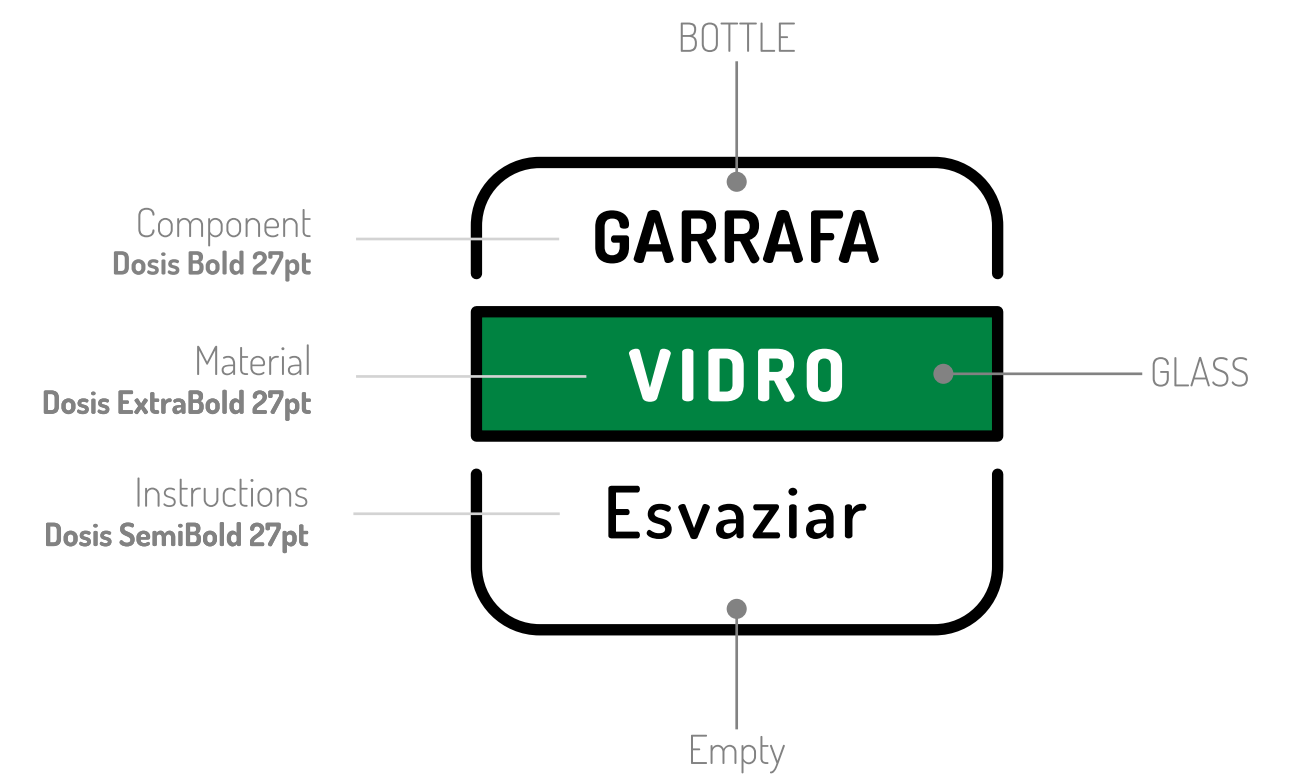 BOTTLE
Component
Dosis Bold 27pt
GARRAFA
Material
Dosis ExtraBold 27pt
VIDRO
GLASS
Instructions
Dosis SemiBold 27pt
Esvaziar
Empty